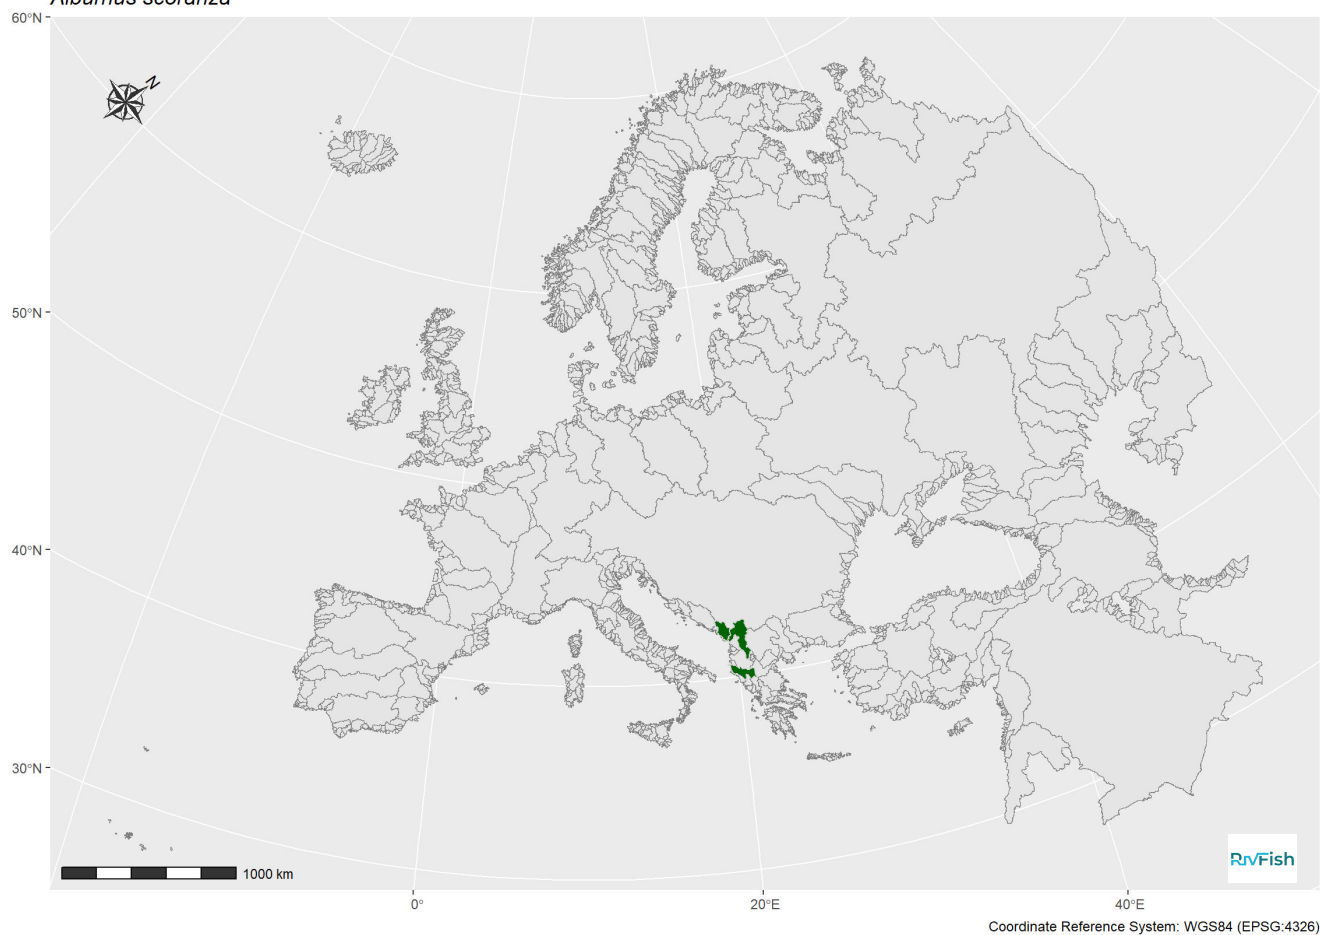 Alburnus scoranza
60°N
N
50°N
40°N
30°N
1000 km
RivFish
0°
20°E
40°E
Coordinate Reference System: WGS84 (EPSG:4326)